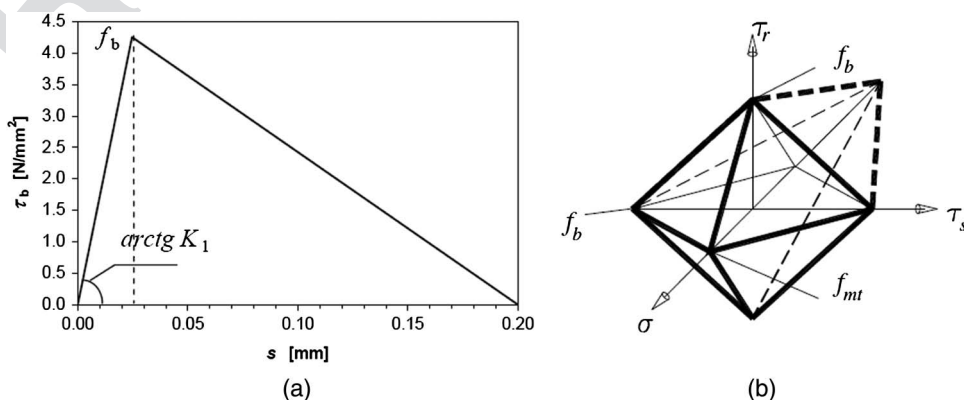 4.5
4.0
3.5
3.0
2.5
2.0
1.5
1.0
0.5
0.0
τb [N/mm²]
fb
arctg K1
0.00 0.05 0.10 0.15 0.20
s [mm]
(a)
τr
fb
fb
τs
fmt
σ
(b)